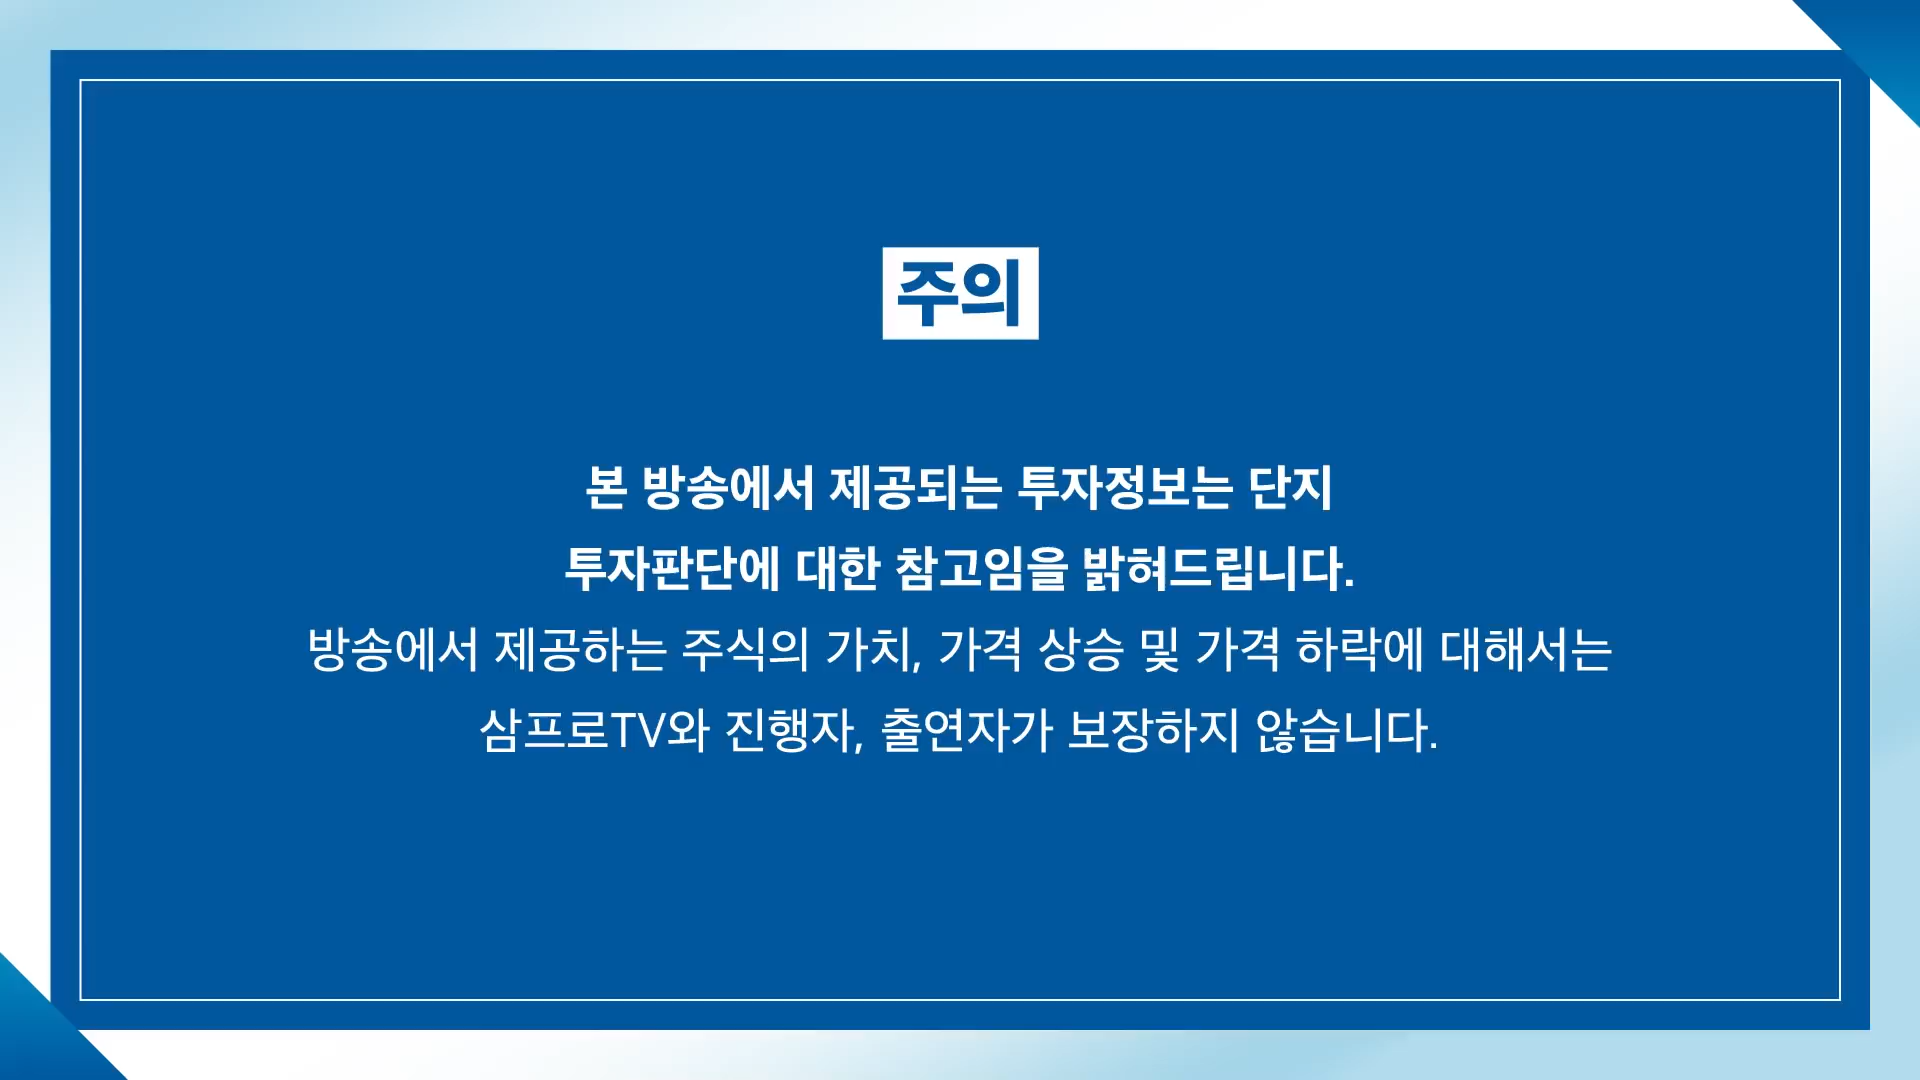 주의
본 방송에서 제공되는 투자정보는 단지
투자판단에 대한 참고임을 밝혀드립니다.
방송에서 제공하는 주식의 가치, 가격 상승 및 가격 하락에 대해서는
삼프로TV와 진행자, 출연자가 보장하지 않습니다.